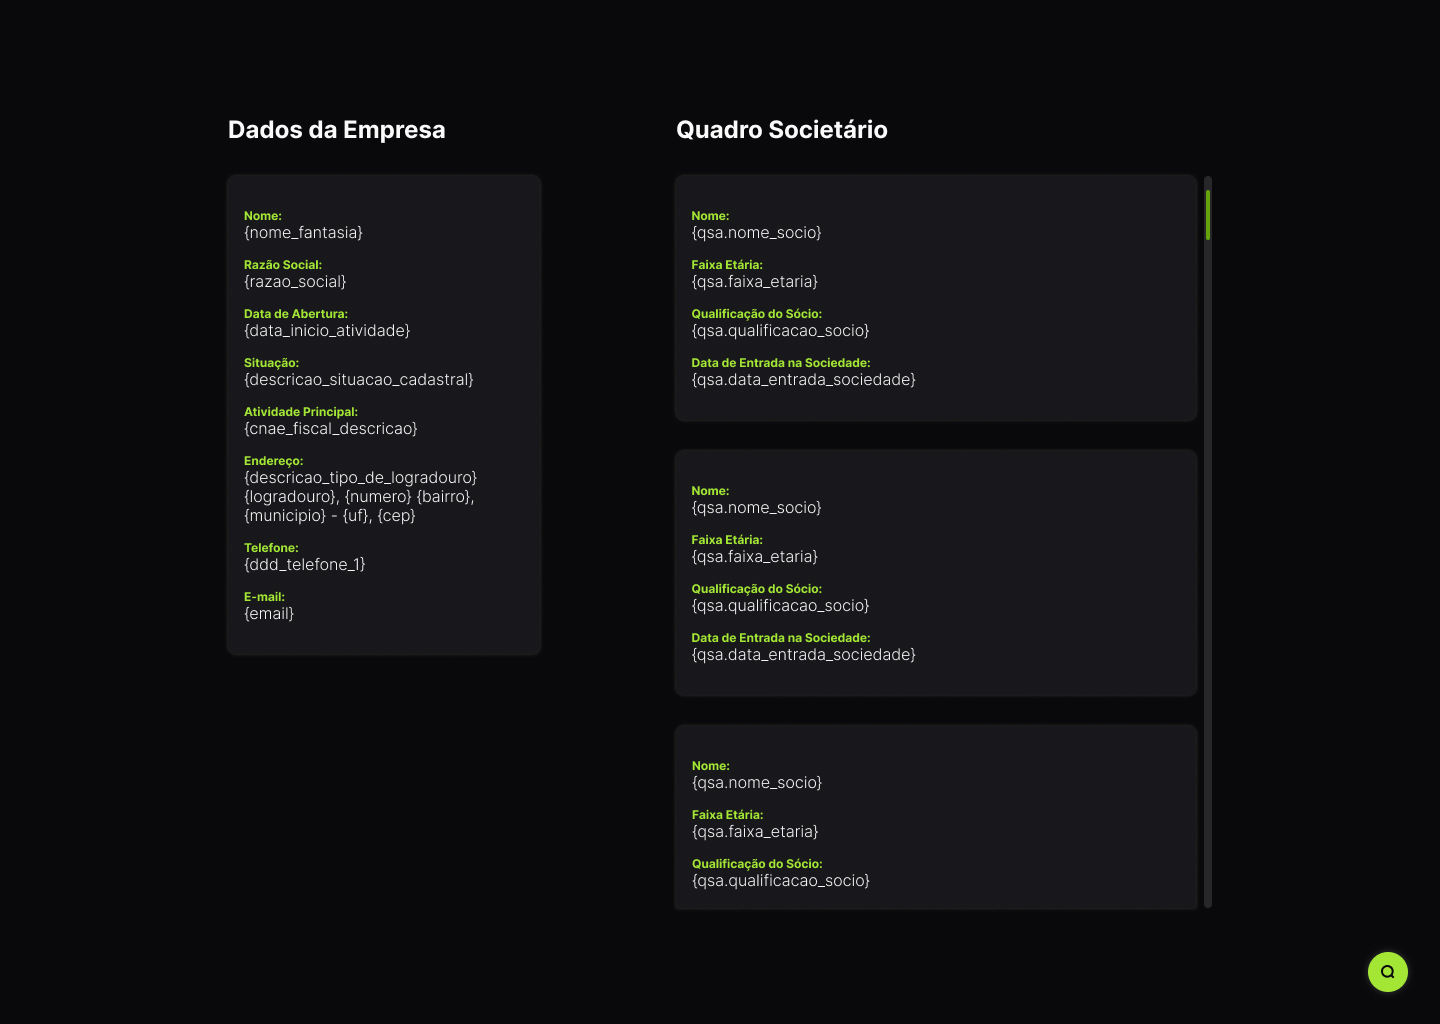 Dados da Empresa
Nome:
{nome_fantasia}
Razão Social:
{razao_social}
Data de Abertura:
{data_inicio_atividade}
Situação:
{descricao_situacao_cadastral}
Atividade Principal:
{cnae_fiscal_descricao}
Endereço:
{descricao_tipo_de_logradouro}
{logradouro}, {numero} {bairro},
{municipio} - {uf}, {cep}
Telefone:
{ddd_telefone_1}
E-mail:
{email}
Quadro Societário
Nome:
{qsa.nome_socio}
Faixa Etária:
{qsa.faixa_etaria}
Qualificação do Sócio:
{qsa.qualificacao_socio}
Data de Entrada na Sociedade:
{qsa.data_entrada_sociedade}
Nome:
{qsa.nome_socio}
Faixa Etária:
{qsa.faixa_etaria}
Qualificação do Sócio:
{qsa.qualificacao_socio}
Data de Entrada na Sociedade:
{qsa.data_entrada_sociedade}
Nome:
{qsa.nome_socio}
Faixa Etária:
{qsa.faixa_etaria}
Qualificação do Sócio:
{qsa.qualificacao_socio}